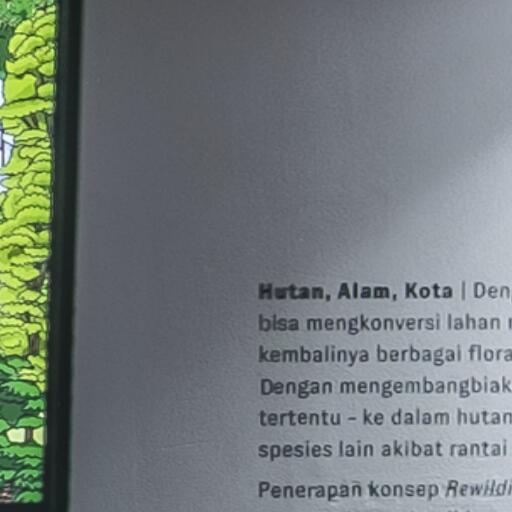 Hutan, Alam, Kota | Den
bisa mengkonversi lahan
kembalinya berbagai flora
Dengan mengembangbiak
tertentu – ke dalam hutan
spesies lain akibat rantai
Penerapan konsep Rewildi